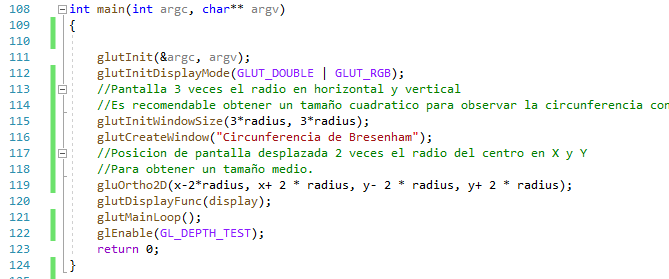 108 int main(int argc, char** argv)
109 {
110
111 glutInit(&argc, argv);
112 glutInitDisplayMode(GLUT_DOUBLE | GLUT_RGB);
113 //Pantalla 3 veces el radio en horizontal y vertical
114 //Es recomendable obtener un tamaño cuadratico para observar la circunferencia con
115 glutInitWindowSize(3*radius, 3*radius);
116 glutCreateWindow("Circunferencia de Bresenham");
117 //Posicion de pantalla desplazada 2 veces el radio del centro en X y Y
118 //Para obtener un tamaño medio.
119 gluOrtho2D(x-2*radius, x+ 2 * radius, y- 2 * radius, y+ 2 * radius);
120 glutDisplayFunc(display);
121 glutMainLoop();
122 glEnable(GL_DEPTH_TEST);
123 return 0;
124 }